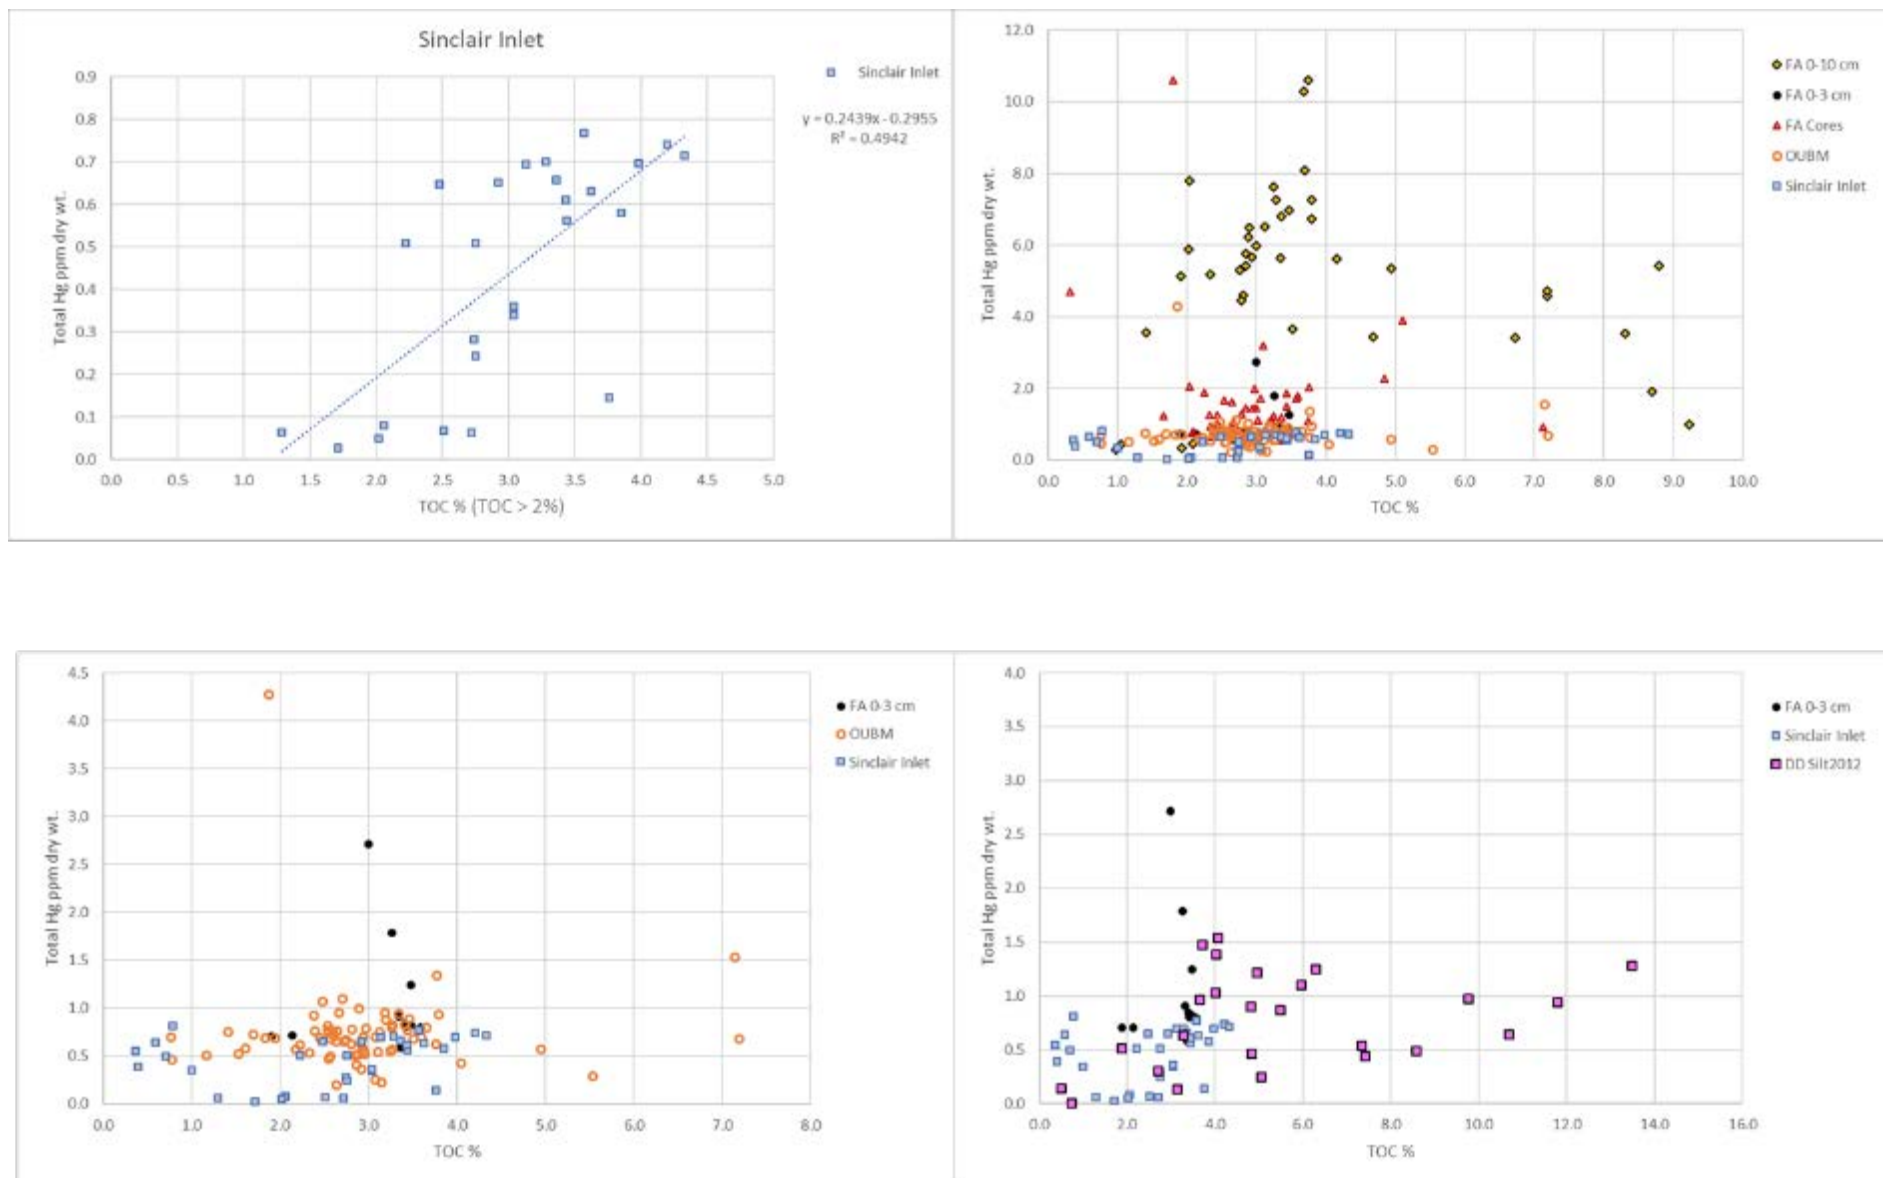 Sinclair Inlet
0.9
0.8
0.7
0.6
0.5
0.4
0.3
0.2
0.1
0.0
Total Hg ppm dry wt.
0.0 0.5 1.0 1.5 2.0 2.5 3.0 3.5 4.0 4.5 5.0
TOC % (TOC > 2%)
Sinclair Inlet
y = 0.2439x - 0.2955
R² = 0.4942
12.0
10.0
8.0
6.0
4.0
2.0
0.0
Total Hg ppm dry wt.
0.0 1.0 2.0 3.0 4.0 5.0 6.0 7.0 8.0 9.0 10.0
TOC %
FA 0-10 cm
FA 0-3 cm
FA Cores
OUBM
Sinclair Inlet
4.5
4.0
3.5
3.0
2.5
2.0
1.5
1.0
0.5
0.0
Total Hg ppm dry wt.
0.0 1.0 2.0 3.0 4.0 5.0 6.0 7.0 8.0
TOC %
FA 0-3 cm
OUBM
Sinclair Inlet
4.0
3.5
3.0
2.5
2.0
1.5
1.0
0.5
0.0
Total Hg ppm dry wt.
0.0 2.0 4.0 6.0 8.0 10.0 12.0 14.0 16.0
TOC %
FA 0-3 cm
Sinclair Inlet
DD Silt2012